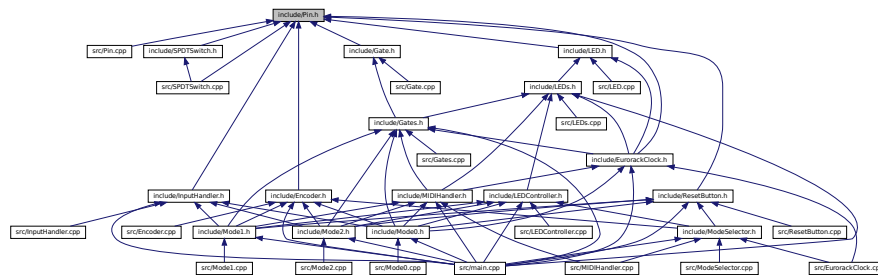 include/Pin.h
src/Pin.cpp
include/SPDTSwitch.h
include/Gate.h
include/LED.h
src/SPDTSwitch.cpp
src/Gate.cpp
include/LEDs.h
src/LED.cpp
include/Gates.h
src/LEDs.cpp
src/Gates.cpp
include/EurorackClock.h
include/InputHandler.h
include/Encoder.h
include/MIDIHandler.h
include/LEDController.h
include/ResetButton.h
src/InputHandler.cpp
src/Encoder.cpp
include/Mode1.h
include/Mode2.h
include/Mode0.h
src/LEDController.cpp
include/ModeSelector.h
src/ResetButton.cpp
src/Mode1.cpp
src/Mode2.cpp
src/Mode0.cpp
src/main.cpp
src/MIDIHandler.cpp
src/ModeSelector.cpp
src/EurorackClock.cp